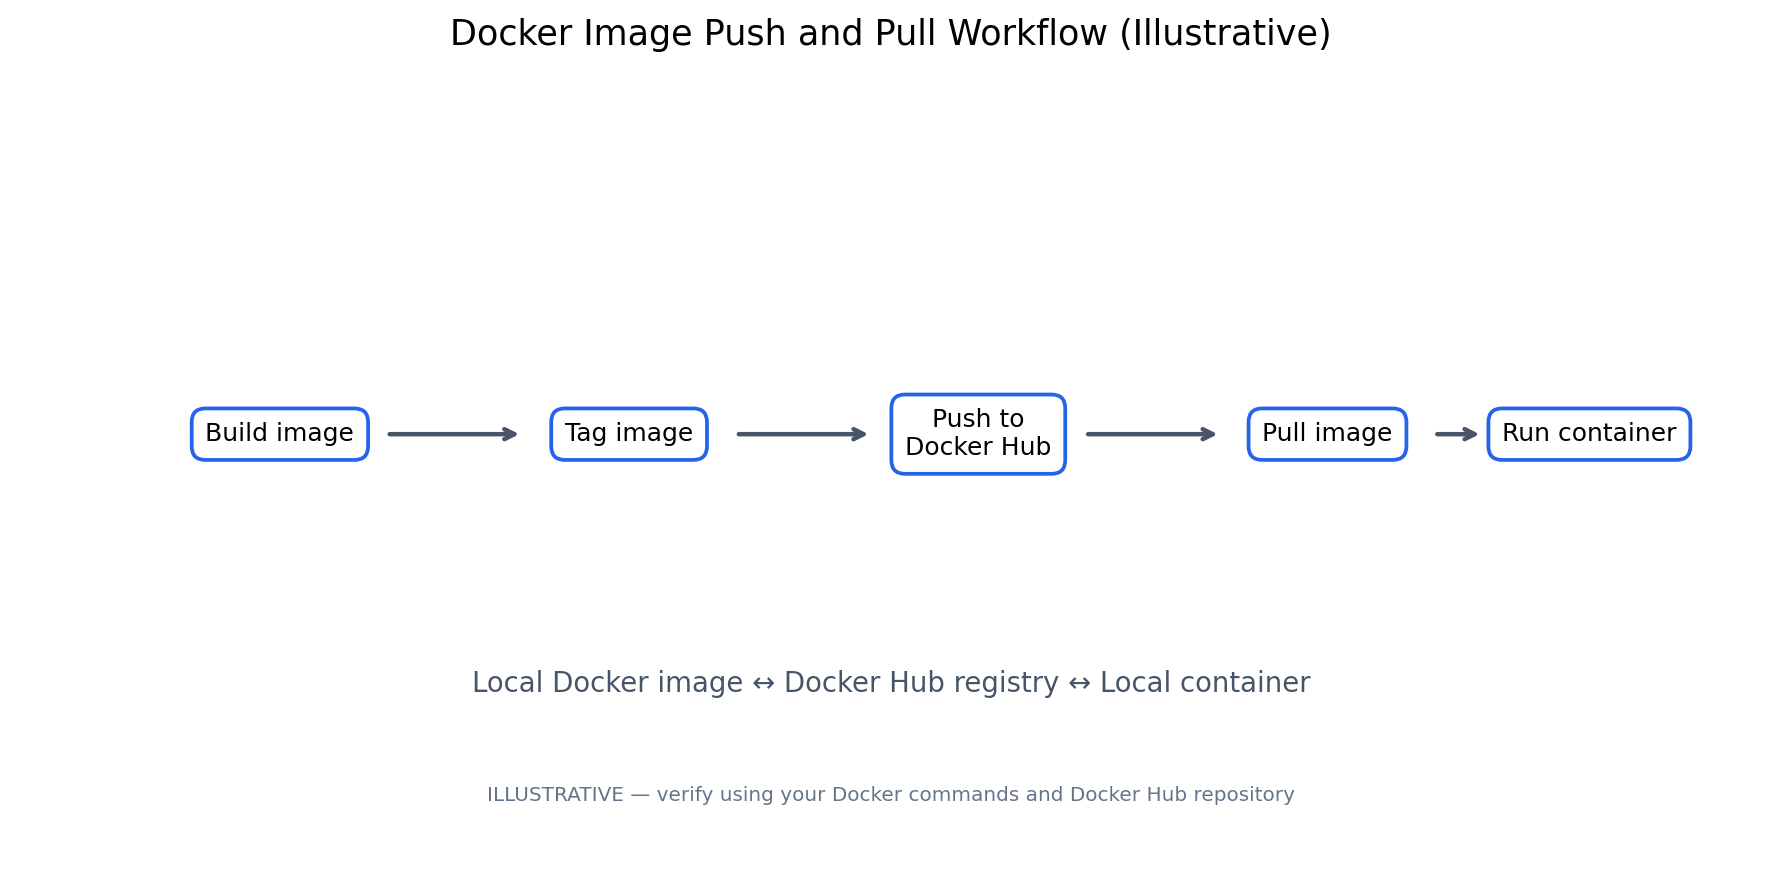 Docker Image Push and Pull Workflow (Illustrative)
Build image
Tag image
Push to
Docker Hub
Pull image
Run container
Local Docker image ↔ Docker Hub registry ↔ Local container
ILLUSTRATIVE — verify using your Docker commands and Docker Hub repository